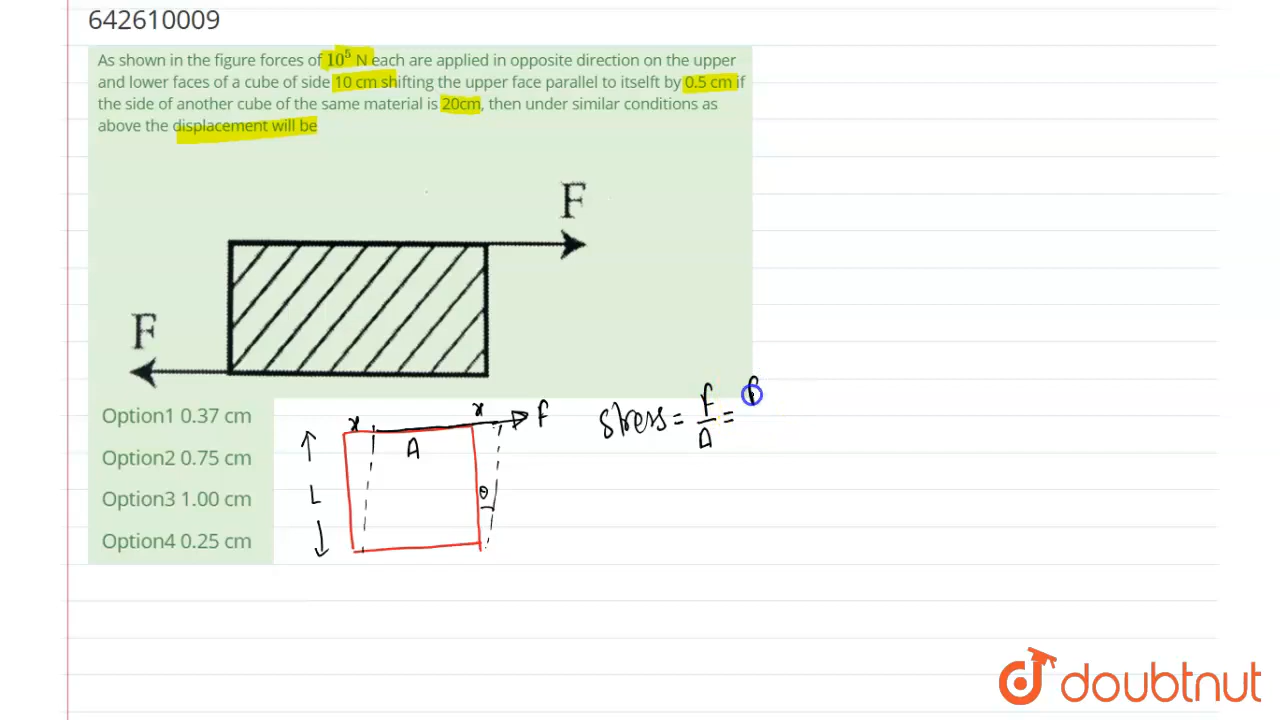 642610009
As shown in the figure forces of 10⁵ N each are applied in opposite direction on the upper
and lower faces of a cube of side 10 cm shifting the upper face parallel to itselft by 0.5 cm if
the side of another cube of the same material is 20cm, then under similar conditions as
above the displacement will be
F
F
Option1 0.37 cm
Option2 0.75 cm
Option3 1.00 cm
Option4 0.25 cm
x x F
A
L θ
Stress = F/A = F
doubtnut